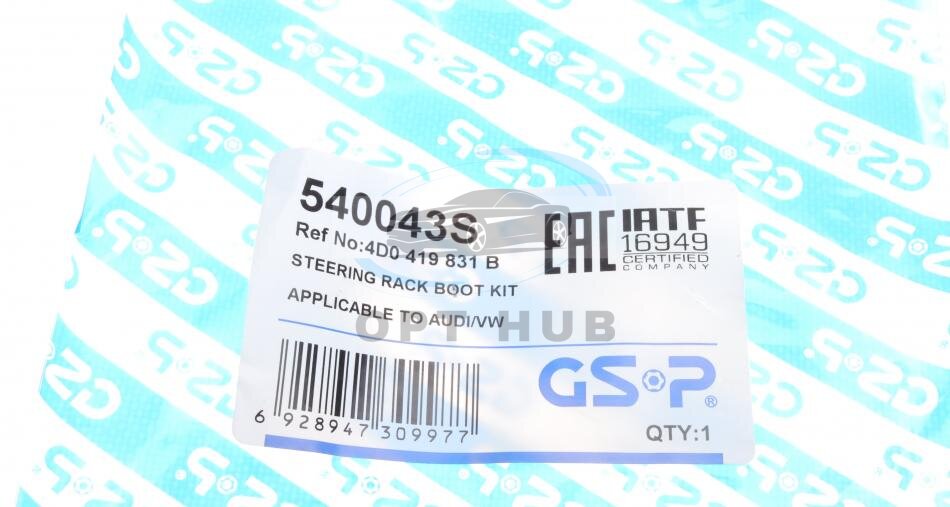 540043S
Ref No:4D0 419 831 B
STEERING RACK BOOT KIT
APPLICABLE TO AUDI/VW
EAC
IATF
16949
CERTIFIED
COMPANY
OPT HUB
GSP®
6 928947 309977
QTY:1